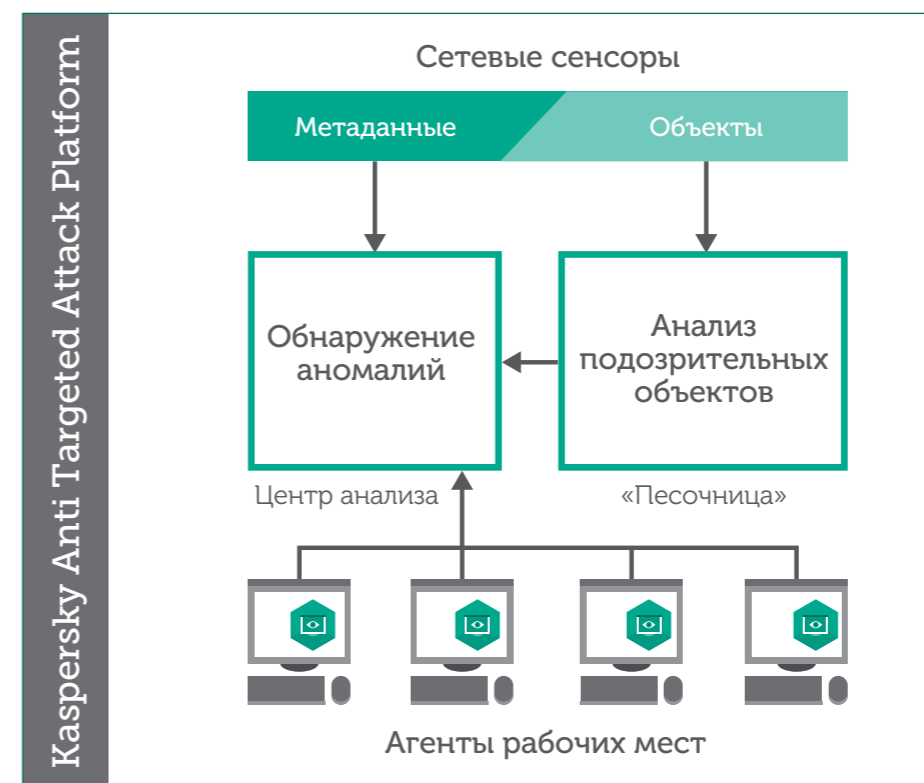 Kaspersky Anti Targeted Attack Platform
Сетевые сенсоры
Метаданные
Объекты
Обнаружение
аномалий
Анализ
подозрительных
объектов
Центр анализа
«Песочница»
Агенты рабочих мест